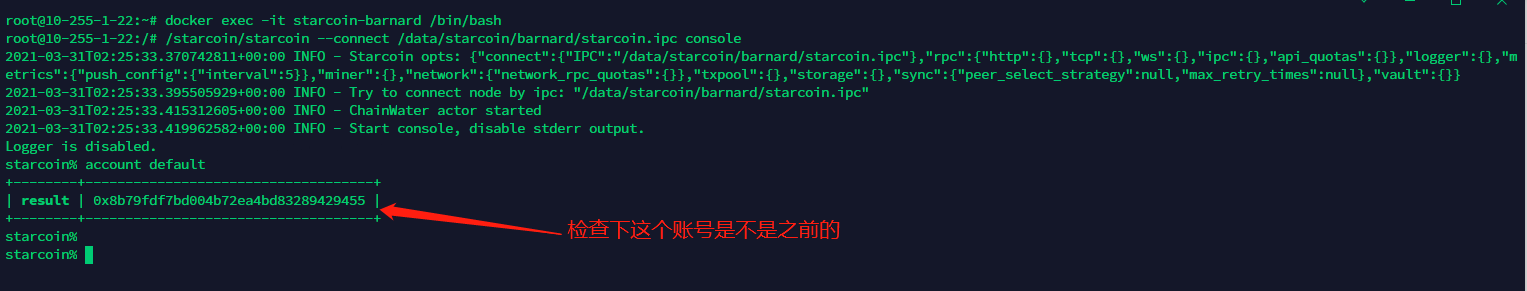 root@10-255-1-22:~# docker exec -it starcoin-barnard /bin/bash
root@10-255-1-22:/# /starcoin/starcoin --connect /data/starcoin/barnard/starcoin.ipc console
2021-03-31T02:25:33.370742811+00:00 INFO - Starcoin opts: {"connect":{"IPC":"/data/starcoin/barnard/starcoin.ipc"},"rpc":{"http":{},"tcp":{},"ws":{},"ipc":{},"api_quotas":{}},"logger":{},"m
etrics":{"push_config":{"interval":5}},"miner":{},"network":{"network_rpc_quotas":{}},"txpool":{},"storage":{},"sync":{"peer_select_strategy":null,"max_retry_times":null},"vault":{}}
2021-03-31T02:25:33.395505929+00:00 INFO - Try to connect node by ipc: "/data/starcoin/barnard/starcoin.ipc"
2021-03-31T02:25:33.415312605+00:00 INFO - ChainWater actor started
2021-03-31T02:25:33.419962582+00:00 INFO - Start console, disable stderr output.
Logger is disabled.
starcoin% account default
+--------+------------------------------------+
| result | 0x8b79fdf7bd004b72ea4bd83289429455 |
+--------+------------------------------------+
检查下这个账号是不是之前的
starcoin%
starcoin%